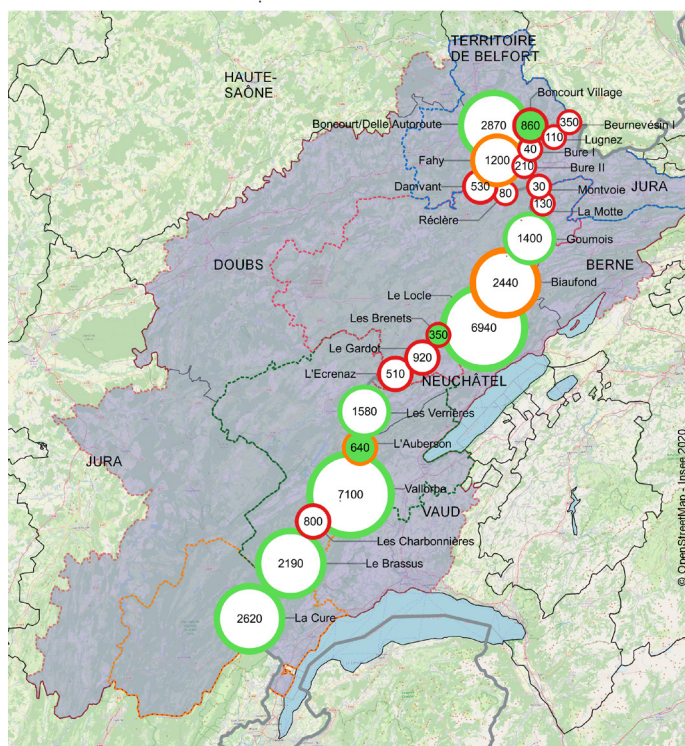 TERRITOIRE
DE BELFORT
HAUTE-
SAÔNE
Boncourt Village
Boncourt/Delle Autoroute
2870
860
350
Beurnevésin I
110
Lugnez
40
Bure I
Fahy
1200
210
Bure II
Damvant
530
80
30
Montvoie
JURA
130
La Motte
Réclère
1400
Goumois
DOUBS
BERNE
2440
Biaufond
Le Locle
6940
Les Brenets
350
Le Gardot
920
L'Ecrenaz
510
NEUCHÂTEL
1580
Les Verrières
640
L'Auberson
JURA
7100
Vallorbe
VAUD
800
Les Charbonnières
2190
Le Brassus
2620
La Cure
© OpenStreetMap - Insee 2020